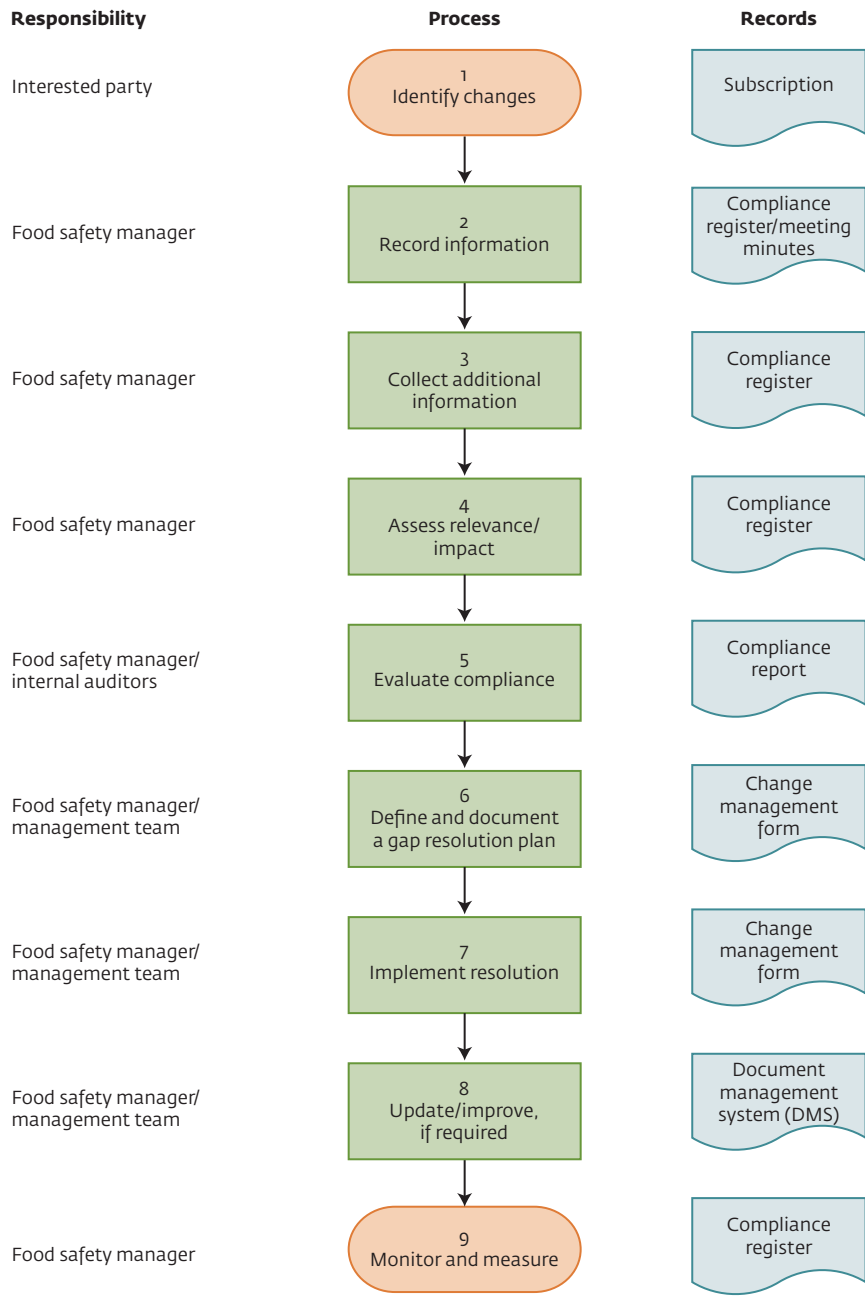 Responsibility
Process
Records
Interested party
1
Identify changes
Subscription
Food safety manager
2
Record information
Compliance
register/meeting
minutes
Food safety manager
3
Collect additional
information
Compliance
register
Food safety manager
4
Assess relevance/
impact
Compliance
register
Food safety manager/
internal auditors
5
Evaluate compliance
Compliance
report
Food safety manager/
management team
6
Define and document
a gap resolution plan
Change
management
form
Food safety manager/
management team
7
Implement resolution
Change
management
form
Food safety manager/
management team
8
Update/improve,
if required
Document
management
system (DMS)
Food safety manager
9
Monitor and measure
Compliance
register